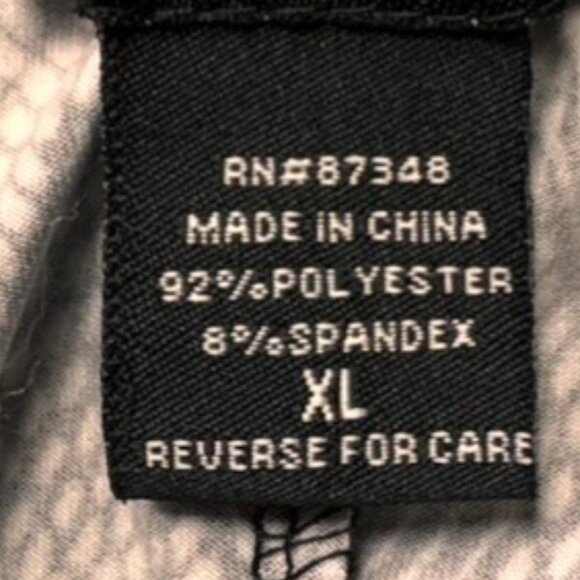 RN#87348
MADE IN CHINA
92%POLYESTER
8%SPANDEX
XL
REVERSE FOR CARE